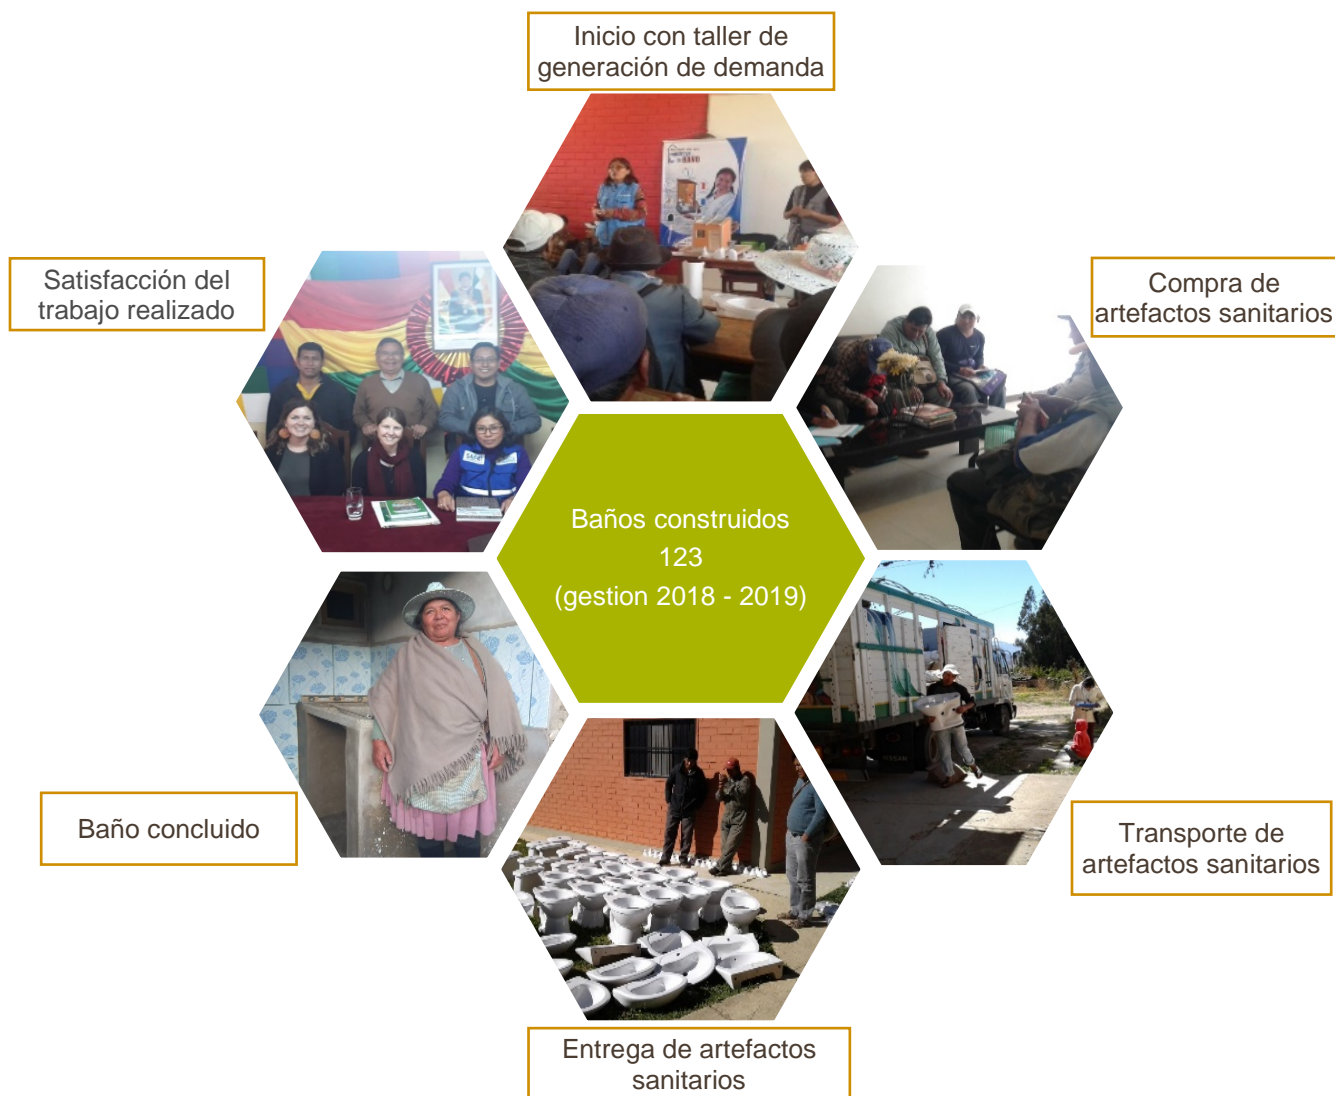 Inicio con taller de
generación de demanda
Satisfacción del
trabajo realizado
Compra de
artefactos sanitarios
Baños construidos
123
(gestion 2018 - 2019)
Baño concluido
Transporte de
artefactos sanitarios
Entrega de artefactos
sanitarios